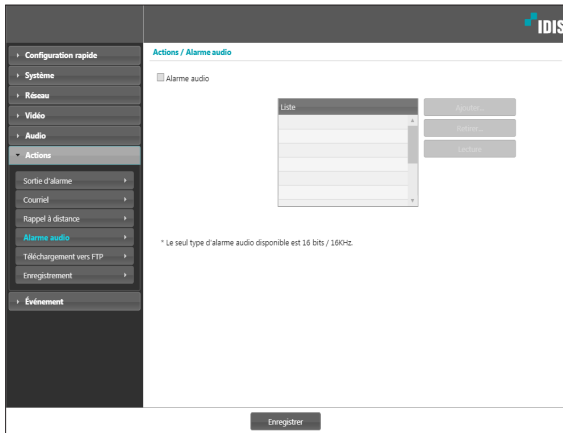 IDIS
Configuration rapide
Système
Réseau
Vidéo
Audio
Actions
Sortie d'alarme
Courriel
Rappel à distance
Alarme audio
Téléchargement vers FTP
Enregistrement
Événement
Actions / Alarme audio
Alarme audio
Liste
Ajouter...
Retirer...
Lecture
* Le seul type d'alarme audio disponible est 16 bits / 16KHz.
Enregistrer